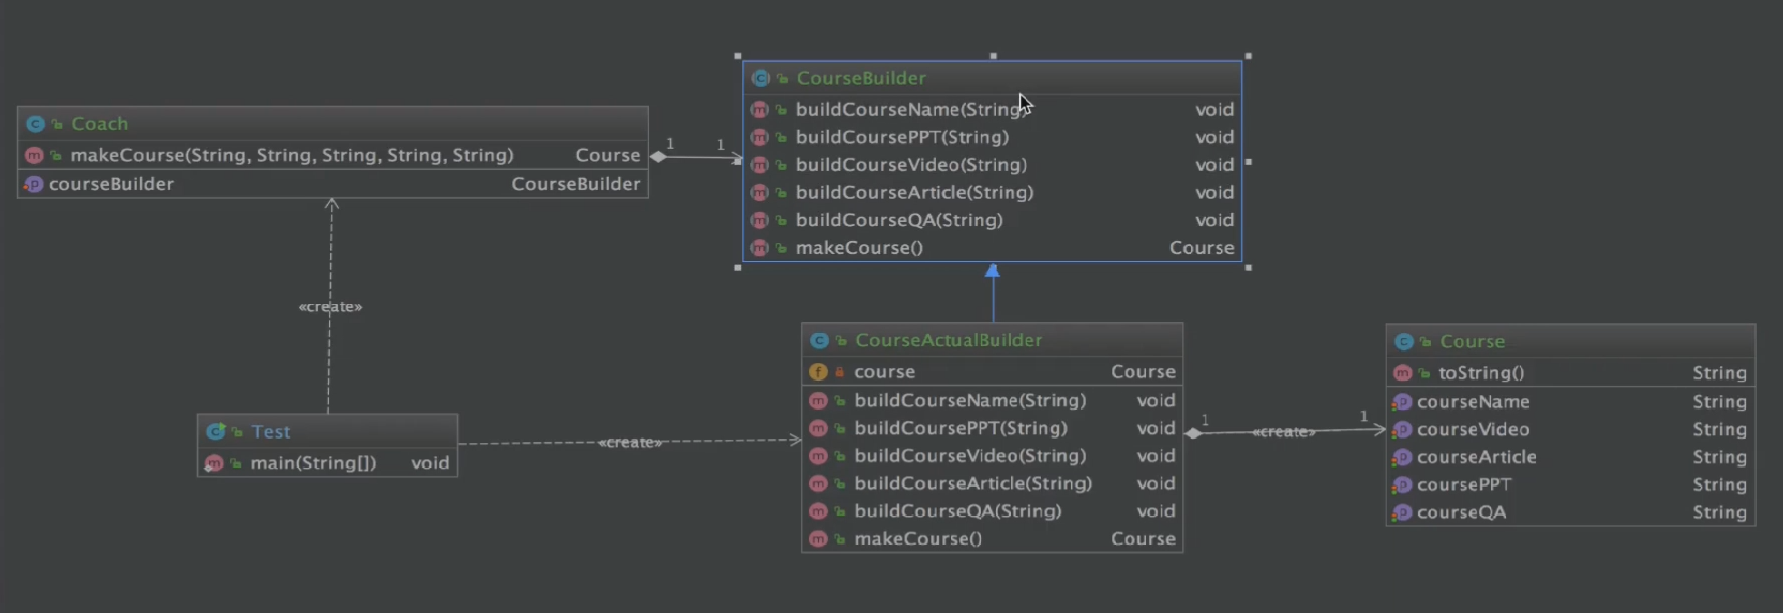 Coach
makeCourse(String, String, String, String, String) Course
courseBuilder CourseBuilder
1 1
CourseBuilder
buildCourseName(String) void
buildCoursePPT(String) void
buildCourseVideo(String) void
buildCourseArticle(String) void
buildCourseQA(String) void
makeCourse() Course
«create»
Test
main(String[]) void
«create»
CourseActualBuilder
course Course
buildCourseName(String) void
buildCoursePPT(String) void
buildCourseVideo(String) void
buildCourseArticle(String) void
buildCourseQA(String) void
makeCourse() Course
1 «create» 1
Course
toString() String
courseName String
courseVideo String
courseArticle String
coursePPT String
courseQA String